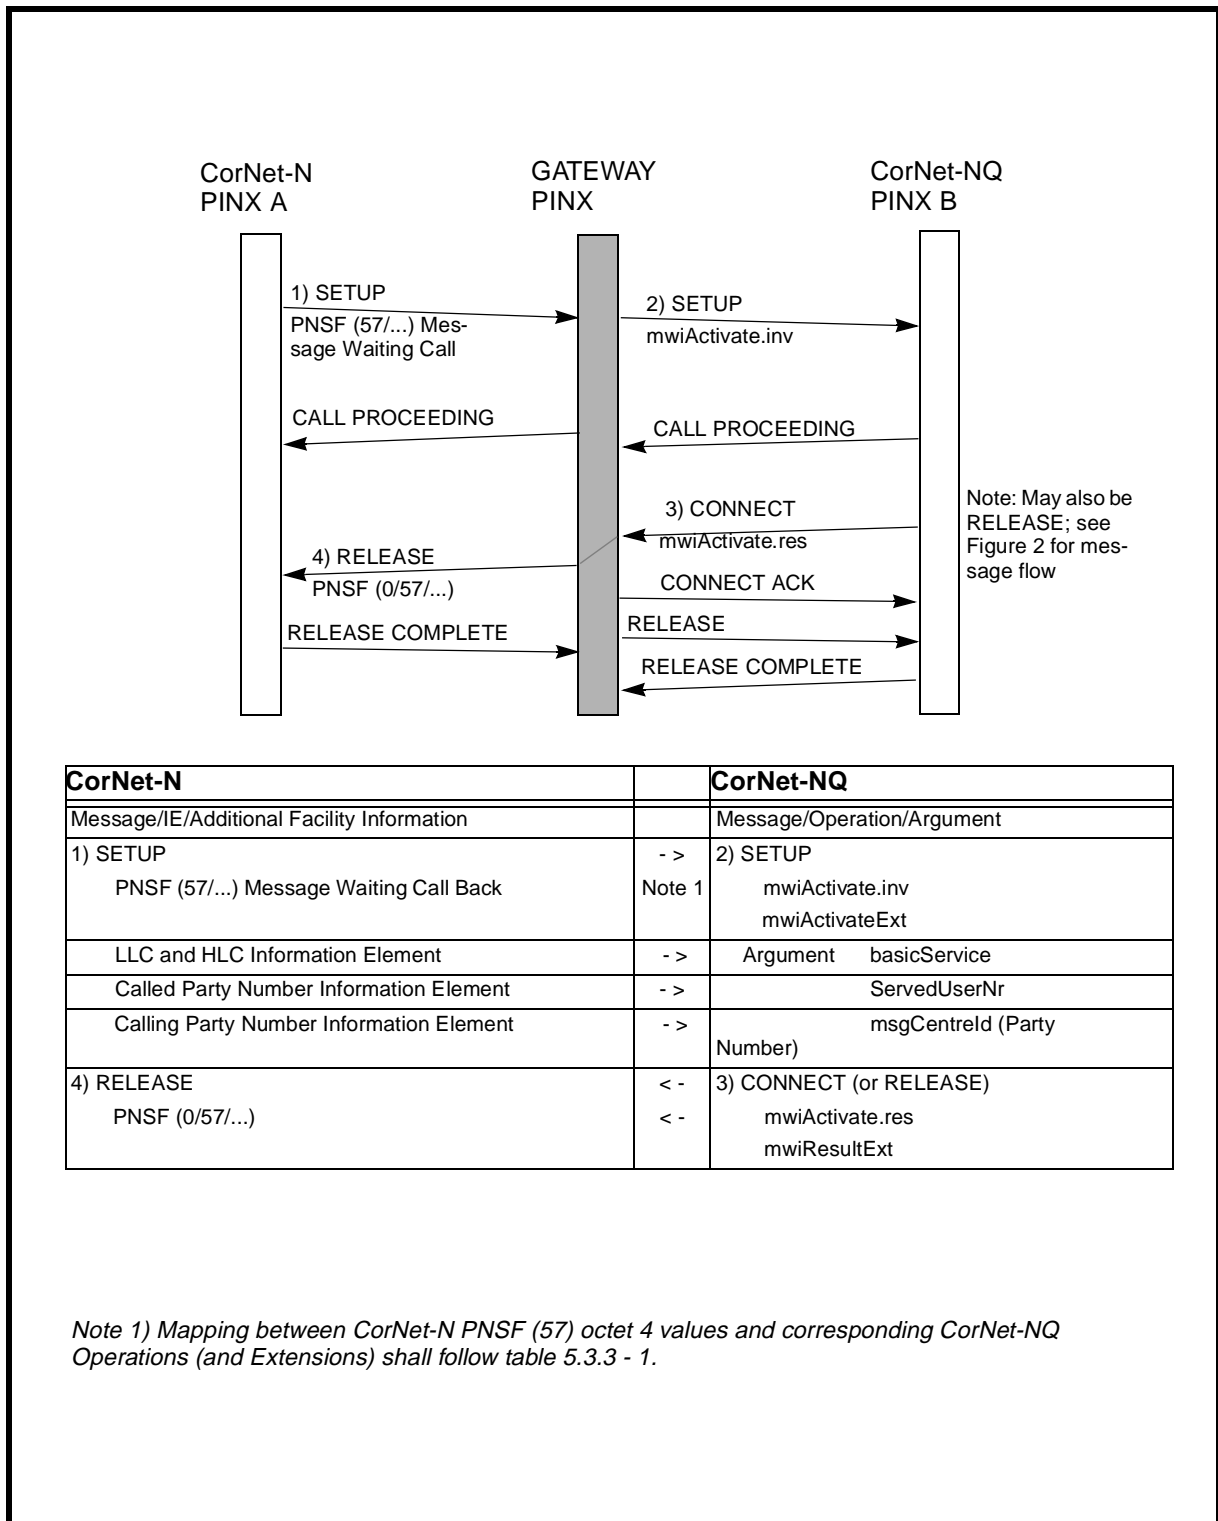 CorNet-N
PINX A
GATEWAY
PINX
CorNet-NQ
PINX B
1) SETUP
PNSF (57/...) Mes-
sage Waiting Call
2) SETUP
mwiActivate.inv
CALL PROCEEDING
CALL PROCEEDING
3) CONNECT
mwiActivate.res
Note: May also be
RELEASE; see
Figure 2 for mes-
sage flow
4) RELEASE
PNSF (0/57/...)
CONNECT ACK
RELEASE COMPLETE
RELEASE
RELEASE COMPLETE
CorNet-N CorNet-NQ
Message/IE/Additional Facility Information Message/Operation/Argument
1) SETUP - > 2) SETUP
PNSF (57/...) Message Waiting Call Back Note 1 mwiActivate.inv
mwiActivateExt
LLC and HLC Information Element - > Argument basicService
Called Party Number Information Element - > ServedUserNr
Calling Party Number Information Element - > msgCentreId (Party
Number)
4) RELEASE < - 3) CONNECT (or RELEASE)
PNSF (0/57/...) < - mwiActivate.res
mwiResultExt
Note 1) Mapping between CorNet-N PNSF (57) octet 4 values and corresponding CorNet-NQ
Operations (and Extensions) shall follow table 5.3.3 - 1.